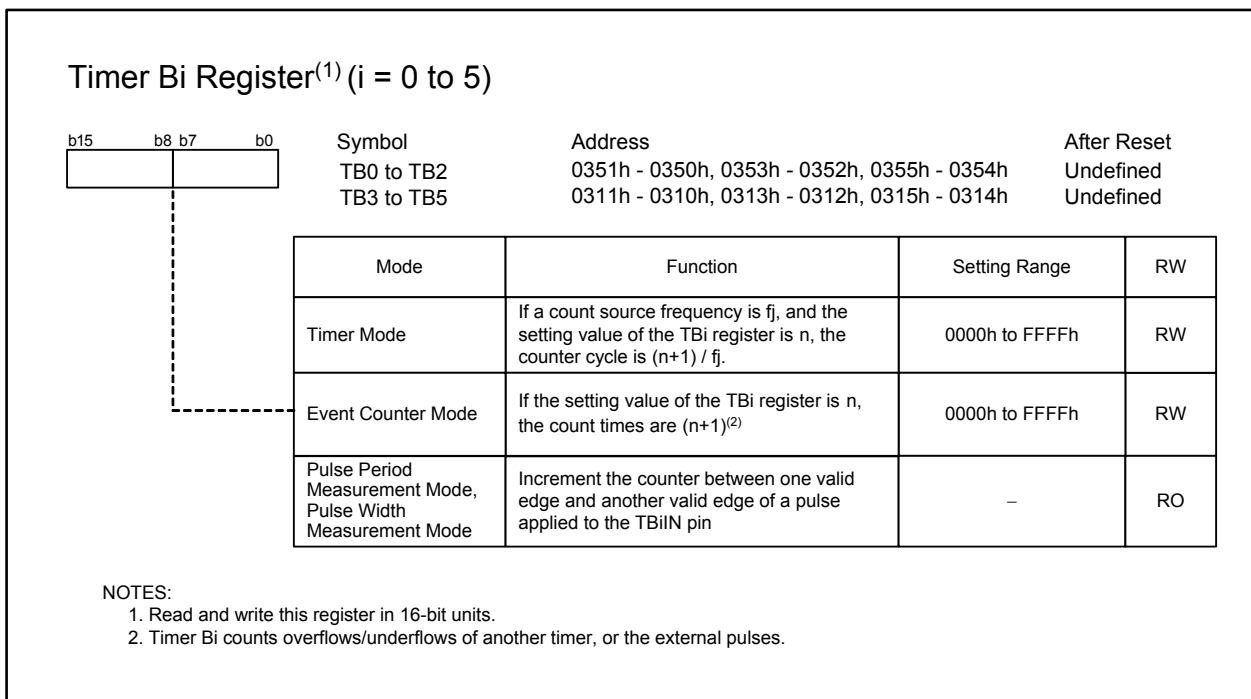 Timer Bi Register(1) (i = 0 to 5)
b15 b8 b7 b0
Symbol Address After Reset
TB0 to TB2 0351h - 0350h, 0353h - 0352h, 0355h - 0354h Undefined
TB3 to TB5 0311h - 0310h, 0313h - 0312h, 0315h - 0314h Undefined
Mode Function Setting Range RW
Timer Mode
If a count source frequency is fj, and the
setting value of the TBi register is n, the
counter cycle is (n+1) / fj.
0000h to FFFFh RW
Event Counter Mode
If the setting value of the TBi register is n,
the count times are (n+1)(2)
0000h to FFFFh RW
Pulse Period
Measurement Mode,
Pulse Width
Measurement Mode
Increment the counter between one valid
edge and another valid edge of a pulse
applied to the TBiIN pin
– RO
NOTES:
1. Read and write this register in 16-bit units.
2. Timer Bi counts overflows/underflows of another timer, or the external pulses.